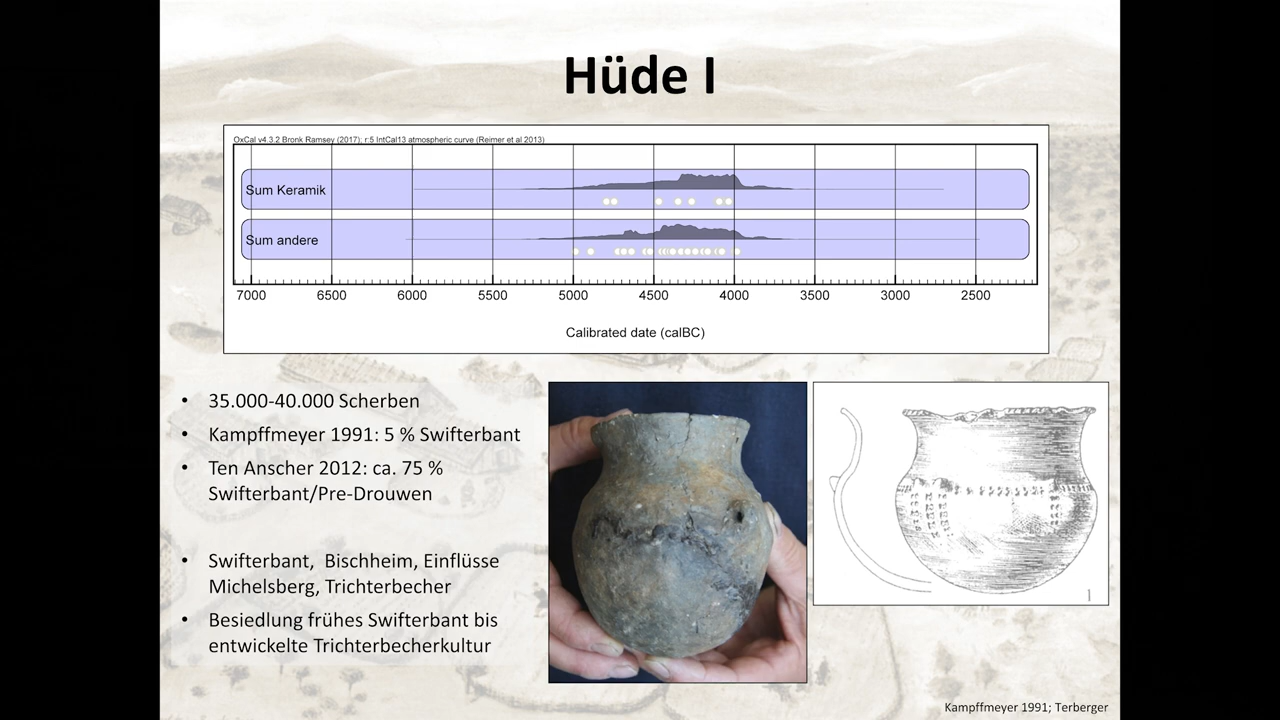 Hüde I
OxCal v4.3.2 Bronk Ramsey (2017); r:5 IntCal13 atmospheric curve (Reimer et al 2013)
Sum Keramik
Sum andere
7000 6500 6000 5500 5000 4500 4000 3500 3000 2500
Calibrated date (calBC)
• 35.000-40.000 Scherben
• Kampffmeyer 1991: 5 % Swifterbant
• Ten Anscher 2012: ca. 75 %
Swifterbant/Pre-Drouwen
• Swifterbant, Bischheim, Einflüsse
Michelsberg, Trichterbecher
• Besiedlung frühes Swifterbant bis
entwickelte Trichterbecherkultur
1
Kampffmeyer 1991; Terberger